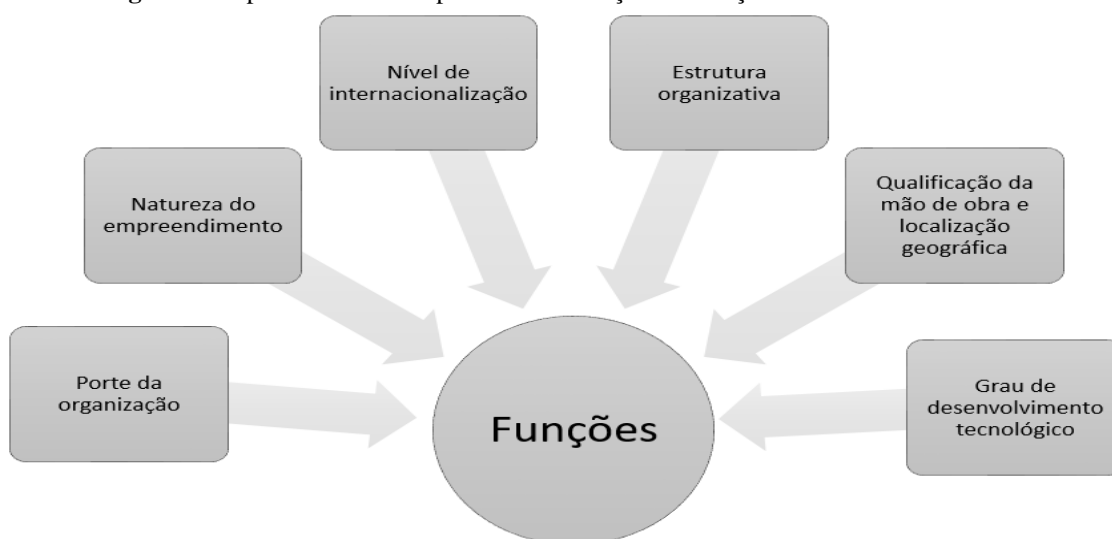 Nível de
internacionalização
Estrutura
organizativa
Natureza do
empreendimento
Qualificação da
mão de obra e
localização
geográfica
Porte da
organização
Grau de
desenvolvimento
tecnológico
Funções